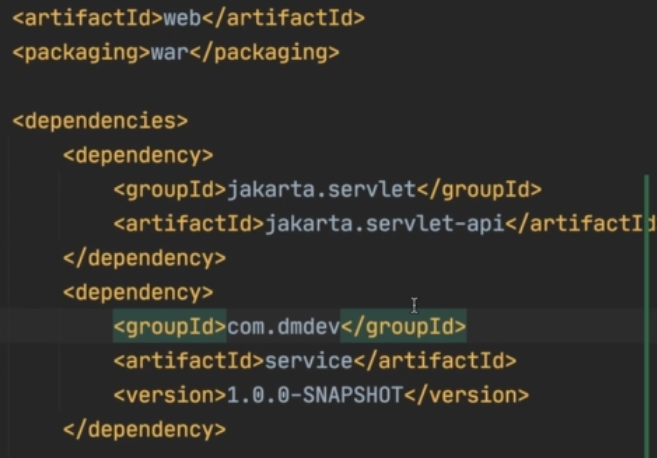 <artifactId>web</artifactId>
<packaging>war</packaging>
<dependencies>
<dependency>
<groupId>jakarta.servlet</groupId>
<artifactId>jakarta.servlet-api</artifactId
</dependency>
<dependency>
<groupId>com.dmdev</groupId>
<artifactId>service</artifactId>
<version>1.0.0-SNAPSHOT</version>
</dependency>